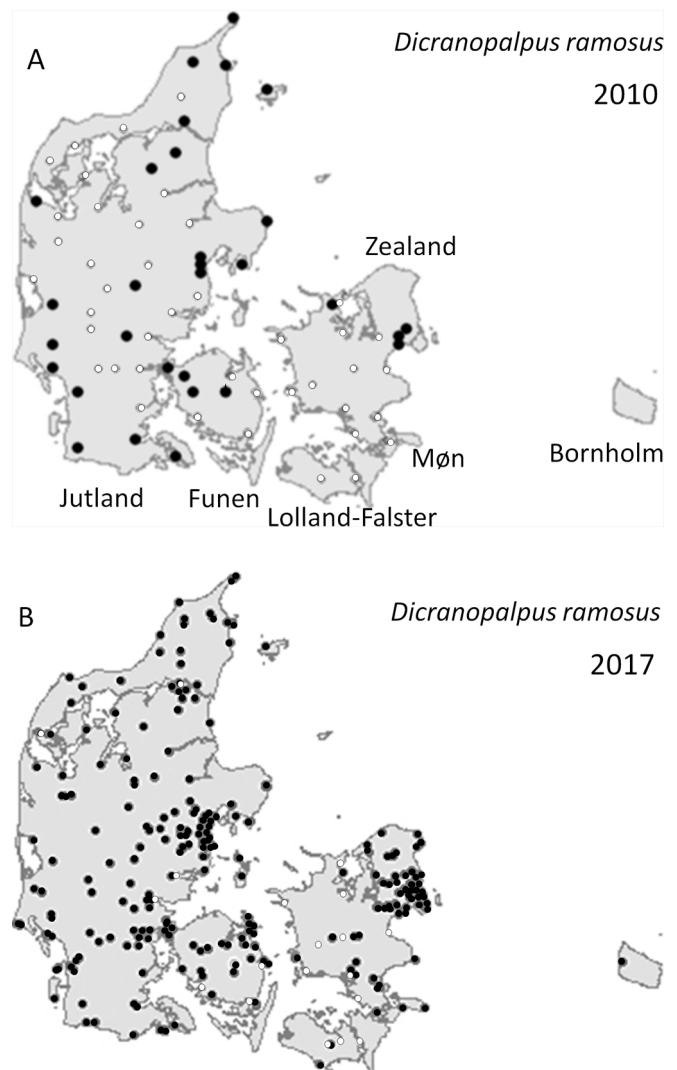 A
Dicranopalpus ramosus
2010
Zealand
Bornholm
Møn
Jutland
Funen
Lolland-Falster
B
Dicranopalpus ramosus
2017